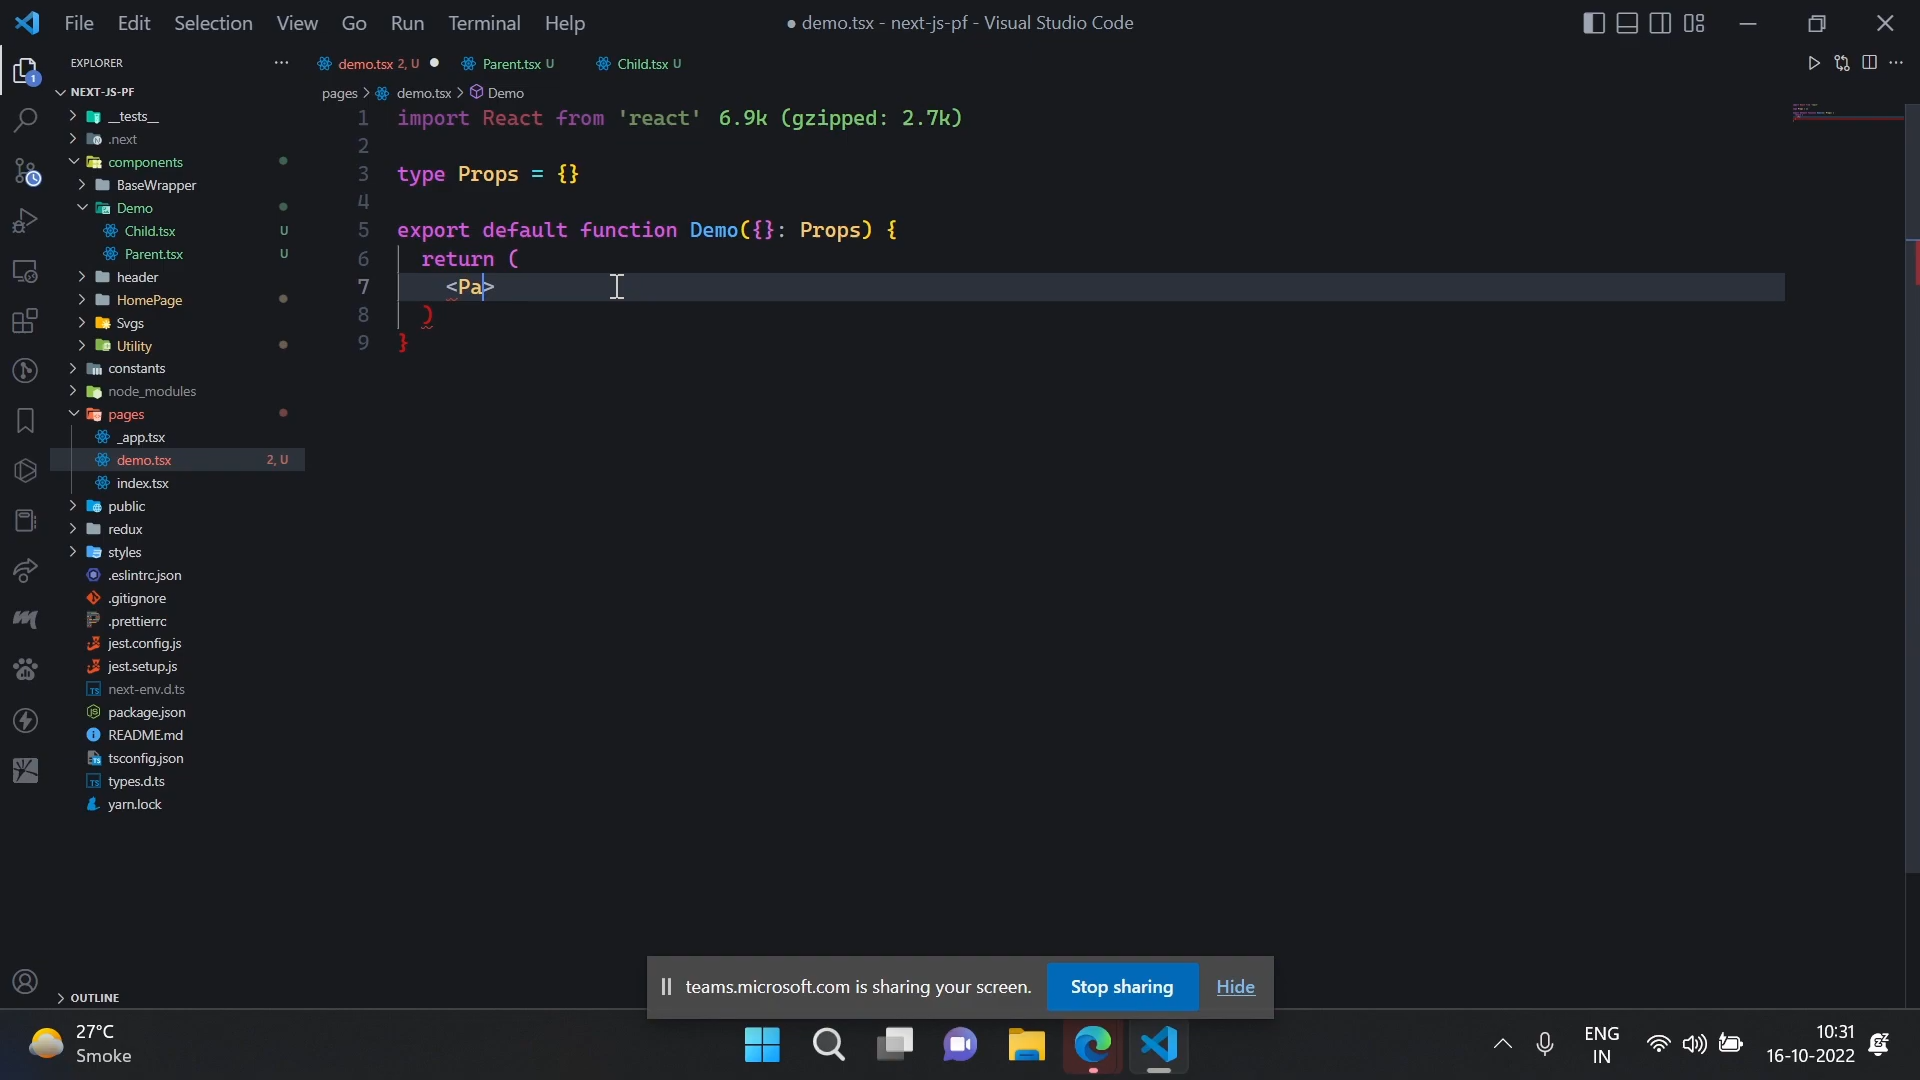 File Edit Selection View Go Run Terminal Help
● demo.tsx - next-js-pf - Visual Studio Code
EXPLORER
NEXT-JS-PF
__tests__
.next
components
BaseWrapper
Demo
Child.tsx U
Parent.tsx U
header
HomePage
Svgs
Utility
constants
node_modules
pages
_app.tsx
demo.tsx 2, U
index.tsx
public
redux
styles
.eslintrc.json
.gitignore
.prettierrc
jest.config.js
jest.setup.js
next-env.d.ts
package.json
README.md
tsconfig.json
types.d.ts
yarn.lock
OUTLINE
1
demo.tsx 2, U ● Parent.tsx U Child.tsx U
pages > demo.tsx > Demo
1 import React from 'react' 6.9k (gzipped: 2.7k)
2
3 type Props = {}
4
5 export default function Demo({}: Props) {
6 return (
7 <Pa>
8 )
9 }
teams.microsoft.com is sharing your screen. Stop sharing Hide
27°C
Smoke
ENG
IN
10:31
16-10-2022